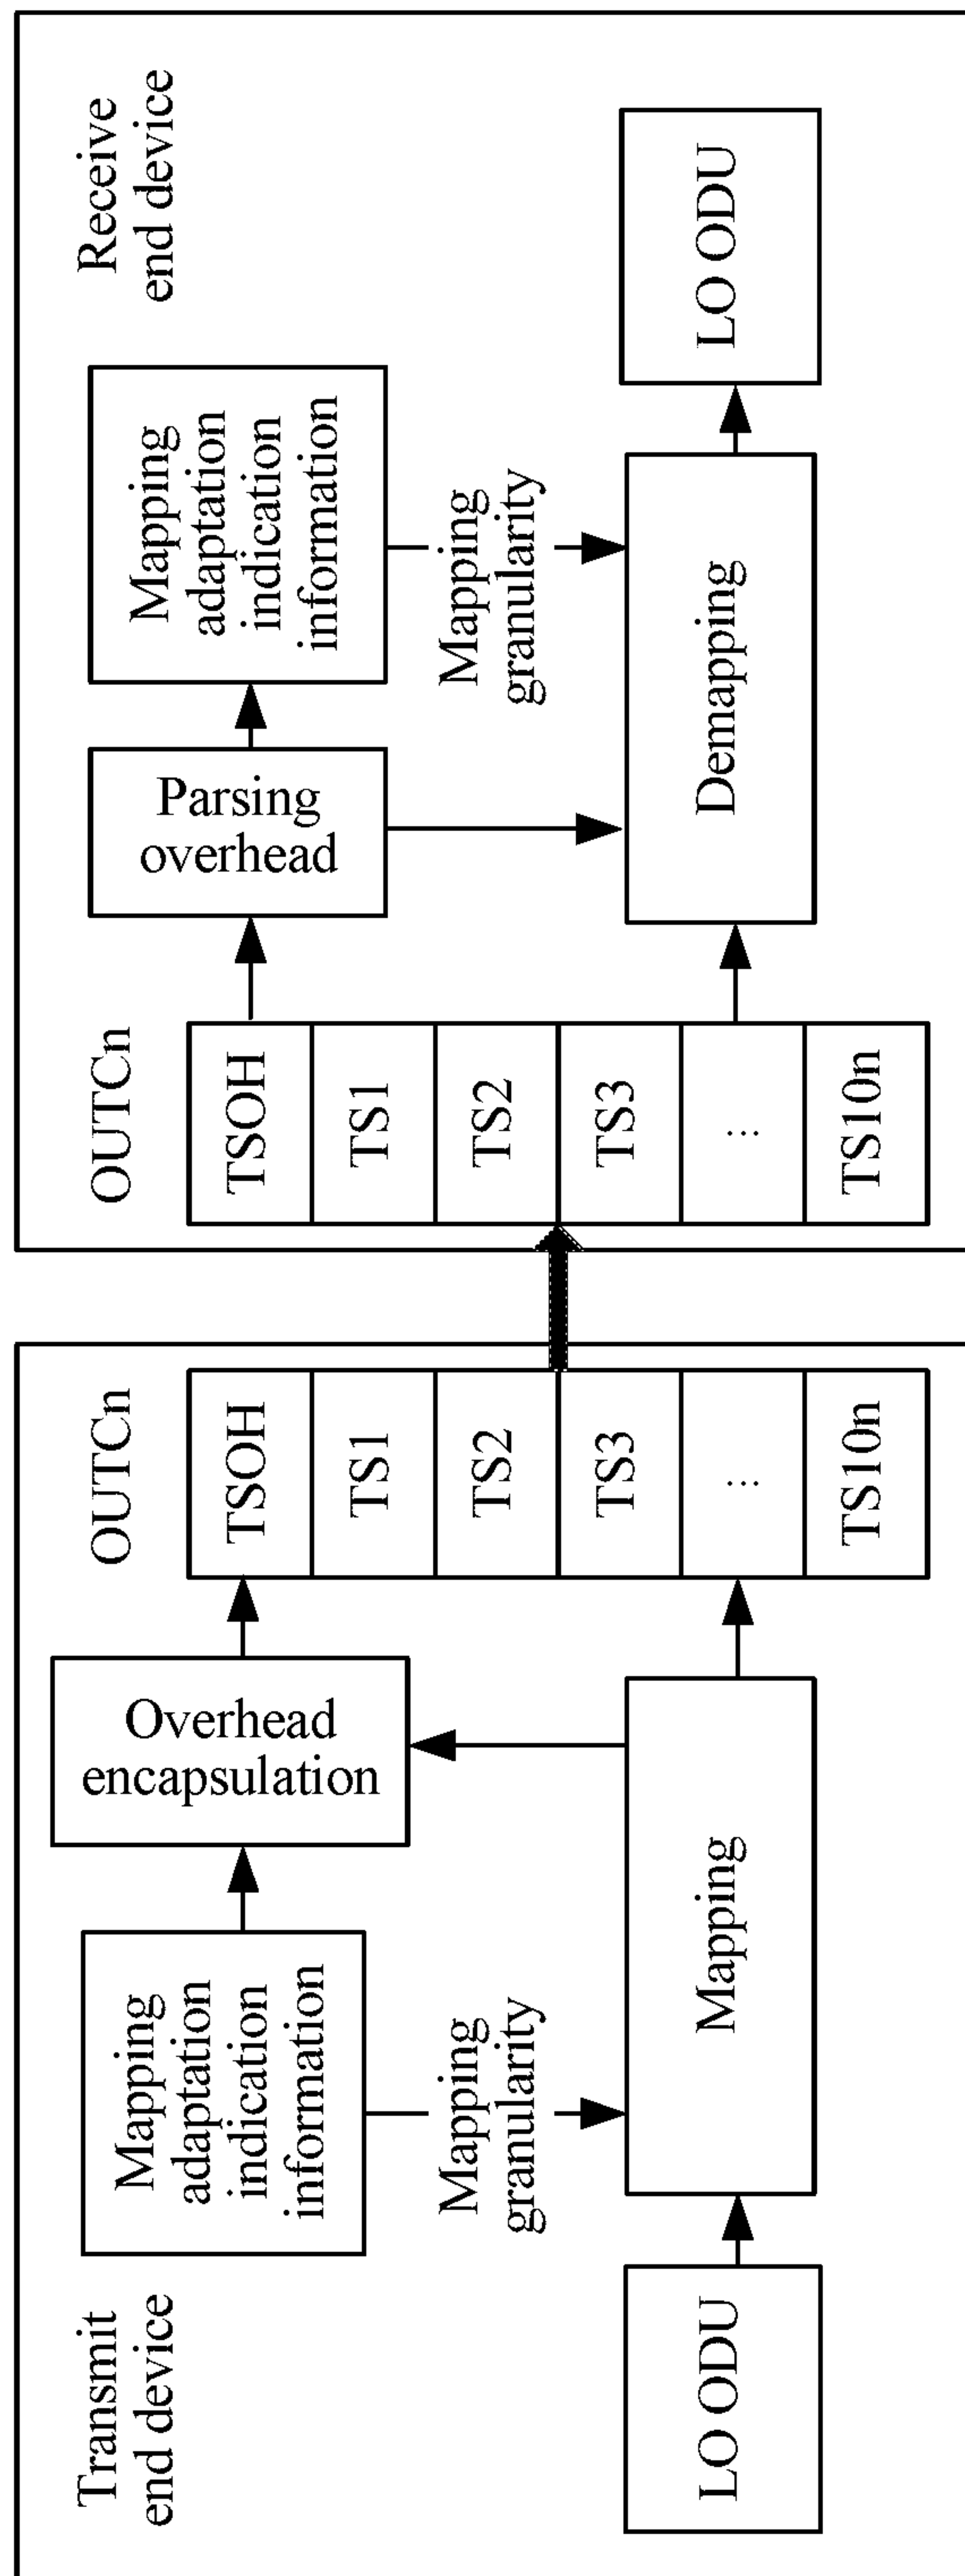 Transmit
end device
Mapping
adaptation
indication
information
Overhead
encapsulation
Mapping
granularity
LO ODU
Mapping
OUTCn
TSOH
TS1
TS2
TS3
...
TS10n
Receive
end device
OUTCn
TSOH
TS1
TS2
TS3
...
TS10n
Parsing
overhead
Mapping
adaptation
indication
information
Mapping
granularity
Demapping
LO ODU